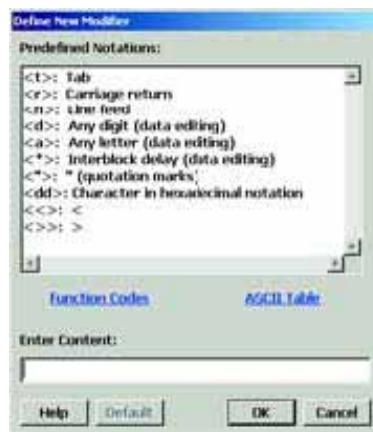 Define New Modifier
Predefined Notations:
<t>: Tab
<r>: Carriage return
<n>: Line feed
<d>: Any digit (data editing)
<a>: Any letter (data editing)
<*>: Interblock delay (data editing)
<">: " (quotation marks)
<dd>: Character in hexadecimal notation
<<>: <
<>>: >
Function Codes ASCII Table
Enter Content:
Help Default OK Cancel